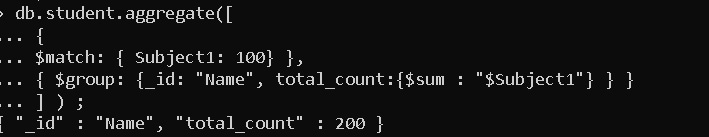 > db.student.aggregate([
... {
... $match: { Subject1: 100} },
... { $group: {_id: "Name", total_count:{$sum : "$Subject1"} } }
... ] ) ;
{ "_id" : "Name", "total_count" : 200 }